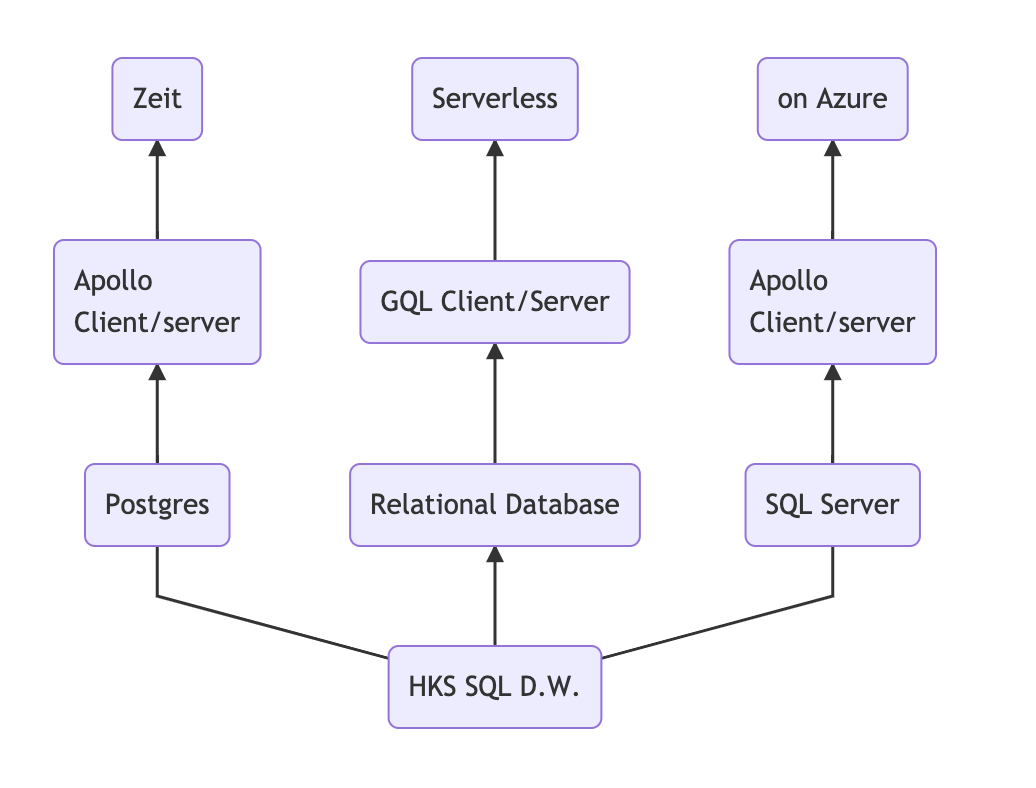 Zeit
Serverless
on Azure
Apollo
Client/server
GQL Client/Server
Apollo
Client/server
Postgres
Relational Database
SQL Server
HKS SQL D.W.